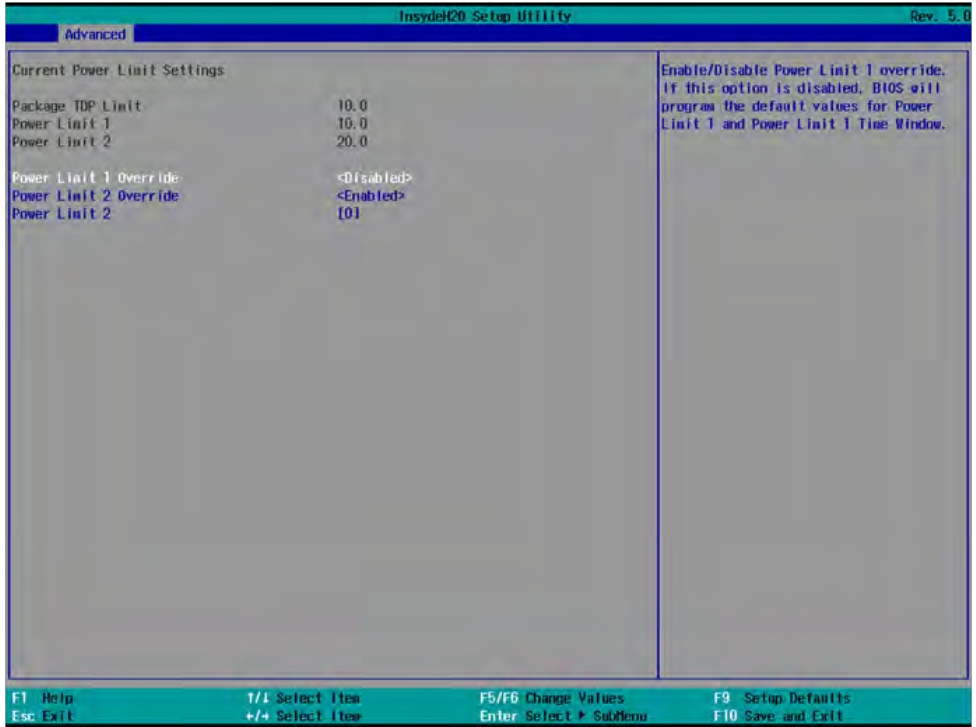 InsydeH20 Setup Utility Rev. 5.0
Advanced
Current Power Limit Settings
Package TDP Limit 10.0
Power Limit 1 10.0
Power Limit 2 20.0
Power Limit 1 Override <Disabled>
Power Limit 2 Override <Enabled>
Power Limit 2 [0]
Enable/Disable Power Limit 1 override.
If this option is disabled, BIOS will
program the default values for Power
Limit 1 and Power Limit 1 Time Window.
F1 Help ↑/↓ Select Item F5/F6 Change Values F9 Setup Defaults
Esc Exit ←/→ Select Item Enter Select ▶ SubMenu F10 Save and Exit